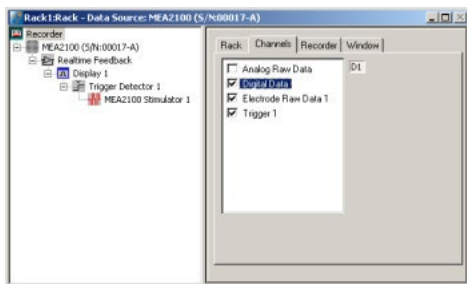 Rack1:Rack - Data Source: MEA2100 (S/N:00017-A)
Recorder
MEA2100 (S/N:00017-A)
Realtime Feedback
Display 1
Trigger Detector 1
MEA2100 Stimulator 1
Rack Channels Recorder Window
Analog Raw Data
Digital Data
Electrode Raw Data 1
Trigger 1
D1